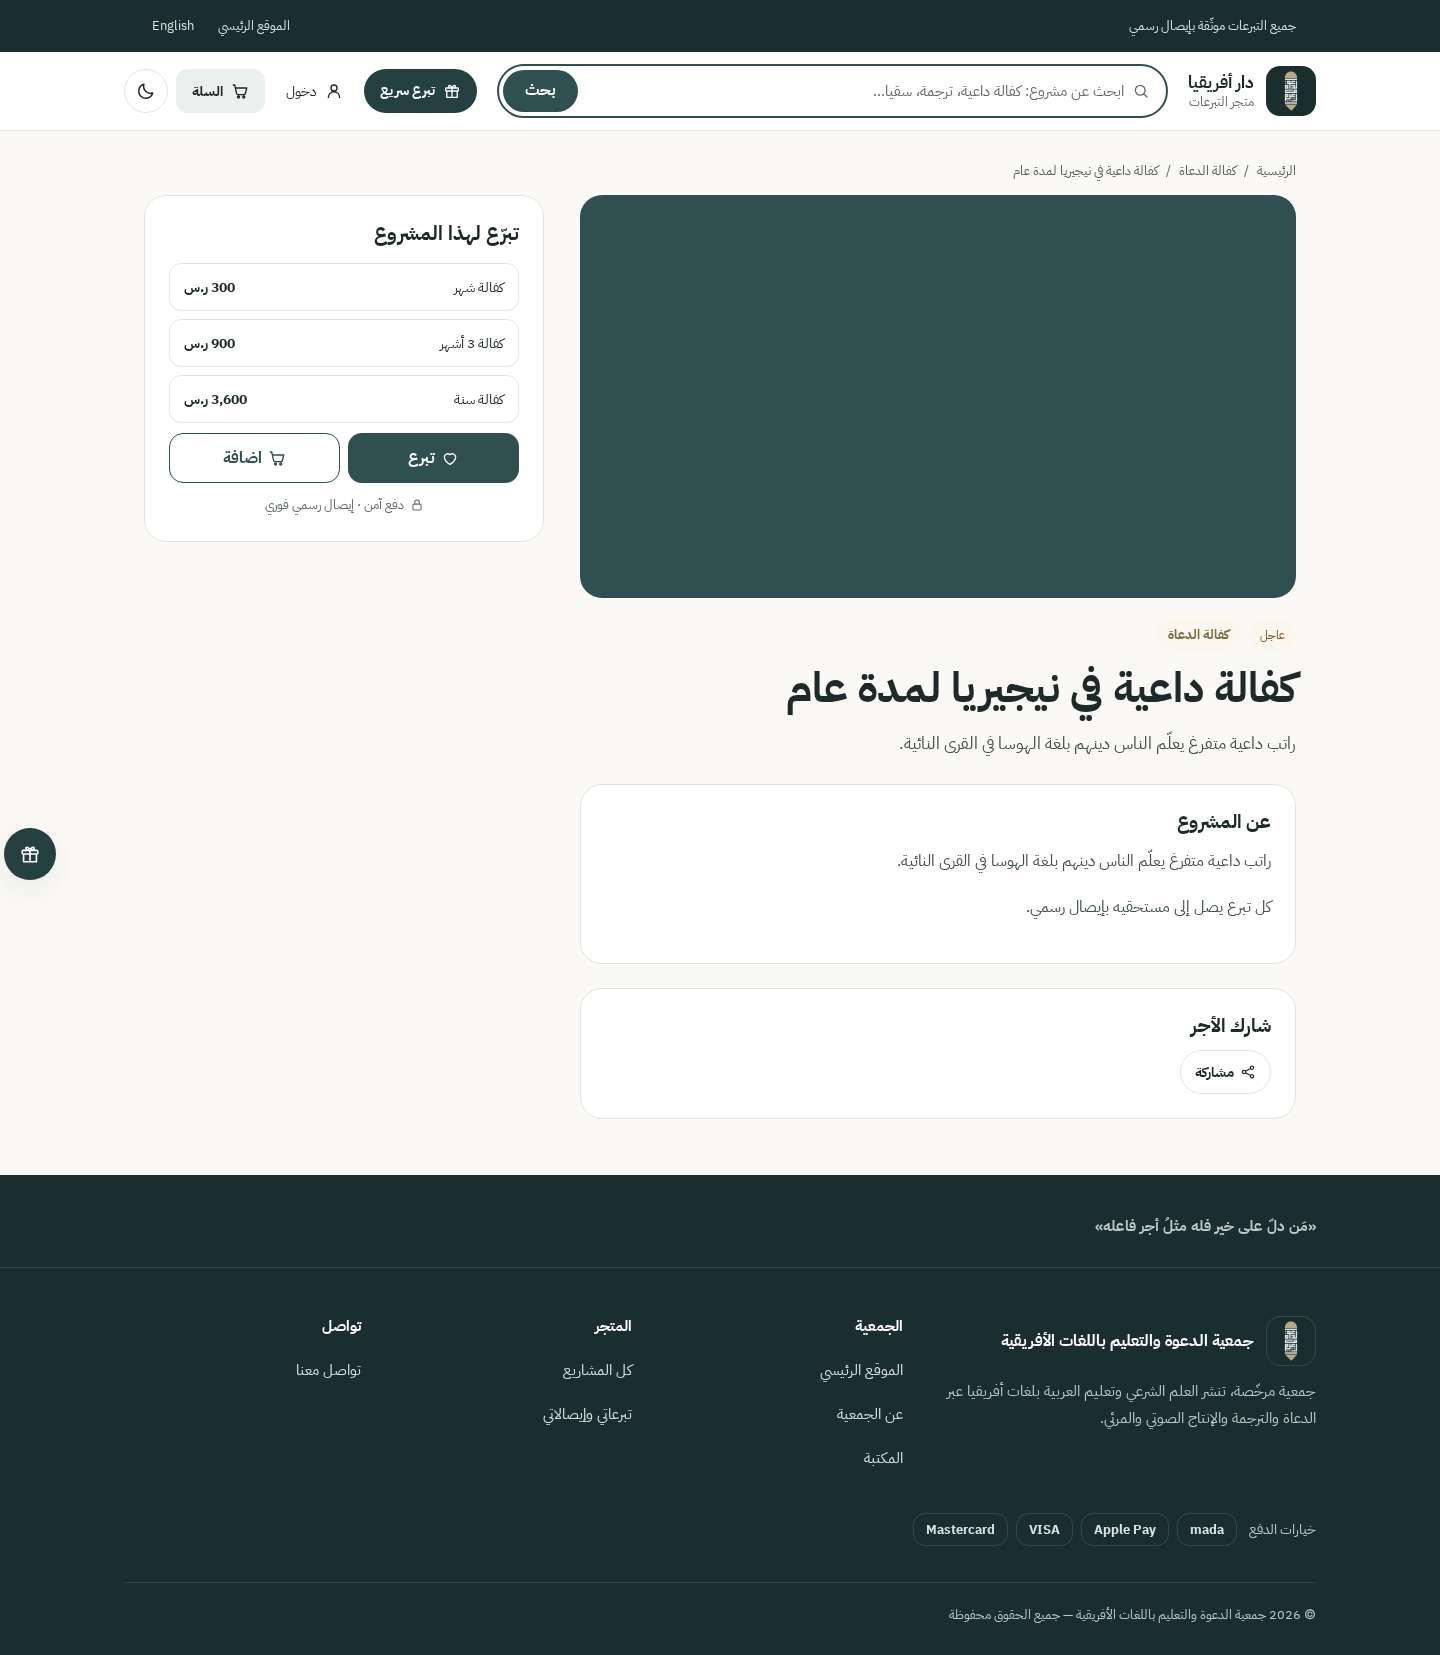 جميع التبرعات موثّقة بإيصال رسمي
الموقع الرئيسي
English
دار أفريقيا
متجر التبرعات
ابحث عن مشروع: كفالة داعية، ترجمة، سقيا...
بحث
تبرع سريع
دخول
السلة
الرئيسية / كفالة الدعاة / كفالة داعية في نيجيريا لمدة عام
تبرّع لهذا المشروع
كفالة شهر 300 ر.س
كفالة 3 أشهر 900 ر.س
كفالة سنة 3,600 ر.س
تبرع
اضافة
دفع آمن · إيصال رسمي فوري
عاجل
كفالة الدعاة
كفالة داعية في نيجيريا لمدة عام
راتب داعية متفرغ يعلّم الناس دينهم بلغة الهوسا في القرى النائية.
عن المشروع
راتب داعية متفرغ يعلّم الناس دينهم بلغة الهوسا في القرى النائية.
كل تبرع يصل إلى مستحقيه بإيصال رسمي.
شارك الأجر
مشاركة
«مَن دلّ على خير فله مثلُ أجر فاعله»
جمعية الدعوة والتعليم باللغات الأفريقية
جمعية مرخّصة، تنشر العلم الشرعي وتعليم العربية بلغات أفريقيا عبر
الدعاة والترجمة والإنتاج الصوتي والمرئي.
الجمعية
الموقع الرئيسي
عن الجمعية
المكتبة
المتجر
كل المشاريع
تبرعاتي وإيصالاتي
تواصل
تواصل معنا
خيارات الدفع
mada
Apple Pay
VISA
Mastercard
© 2026 جمعية الدعوة والتعليم باللغات الأفريقية — جميع الحقوق محفوظة